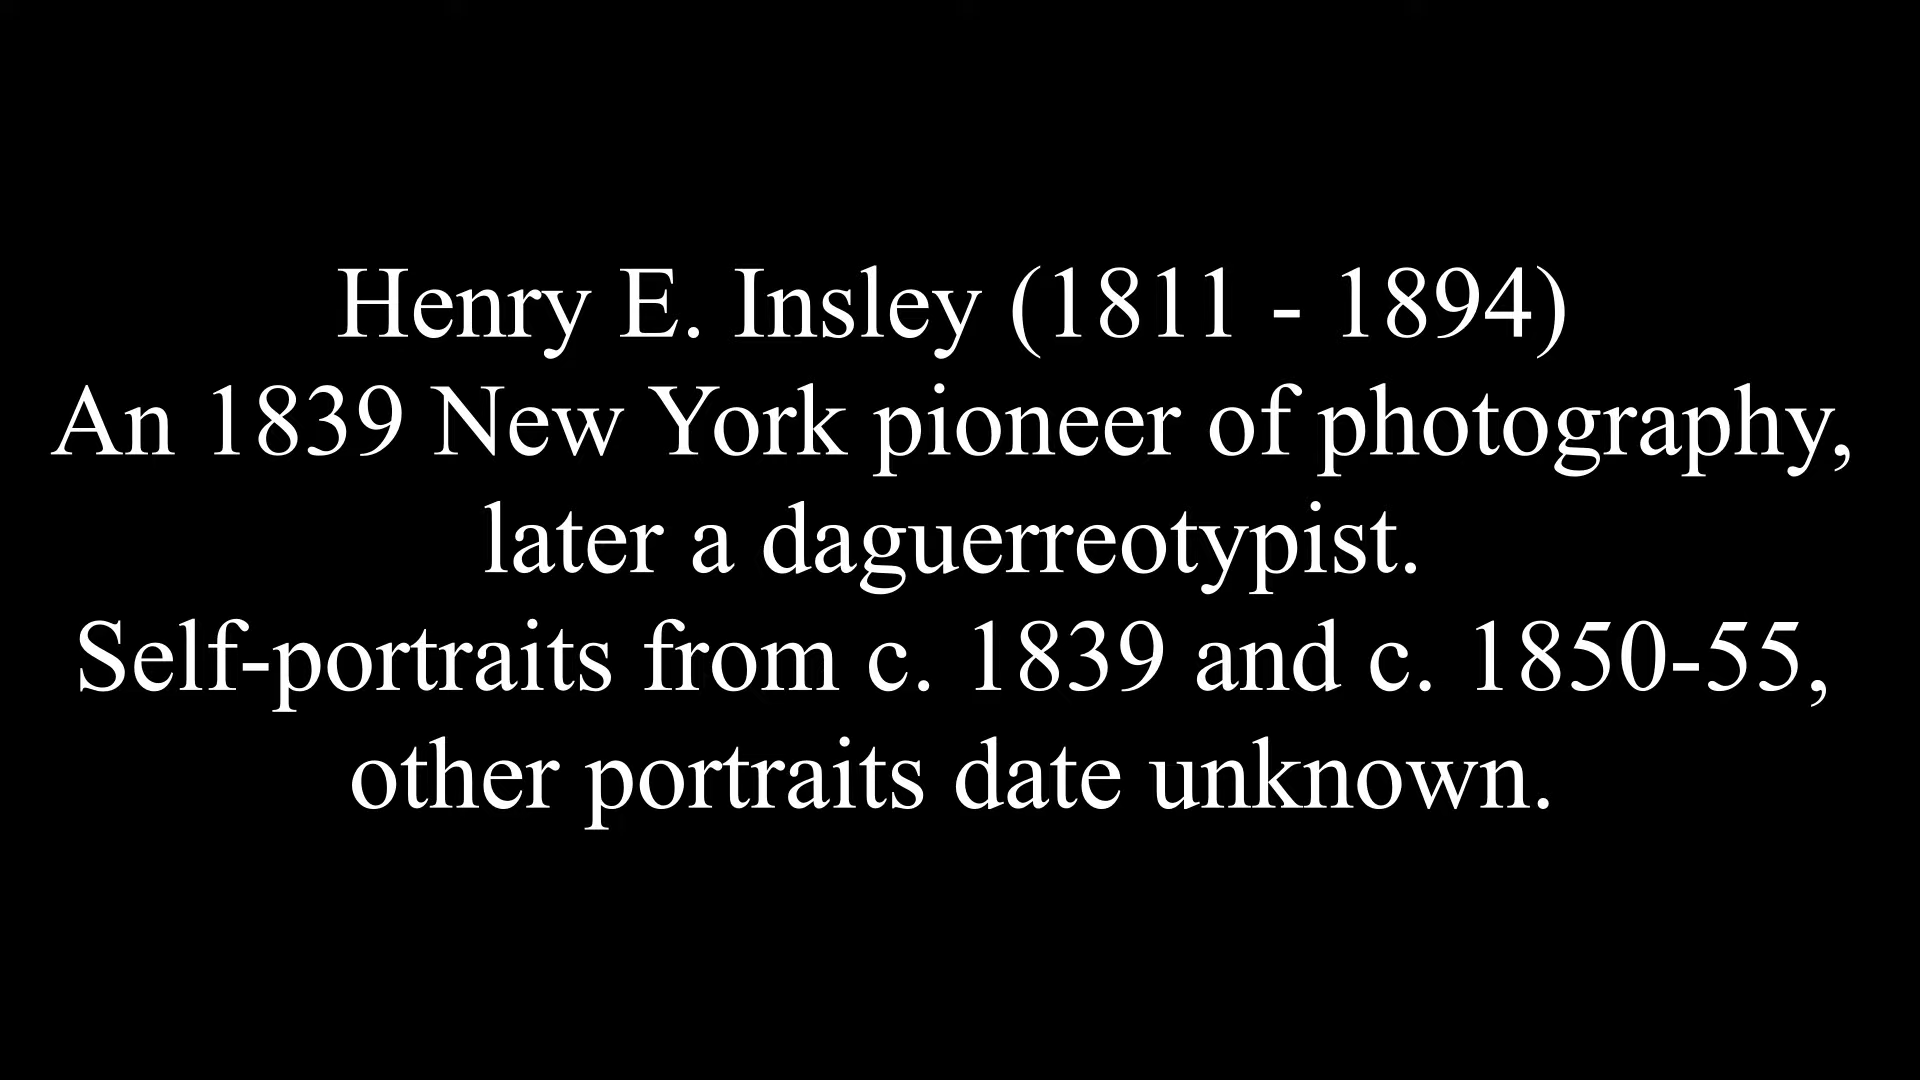 Henry E. Insley (1811 - 1894)
An 1839 New York pioneer of photography,
later a daguerreotypist.
Self-portraits from c. 1839 and c. 1850-55,
other portraits date unknown.